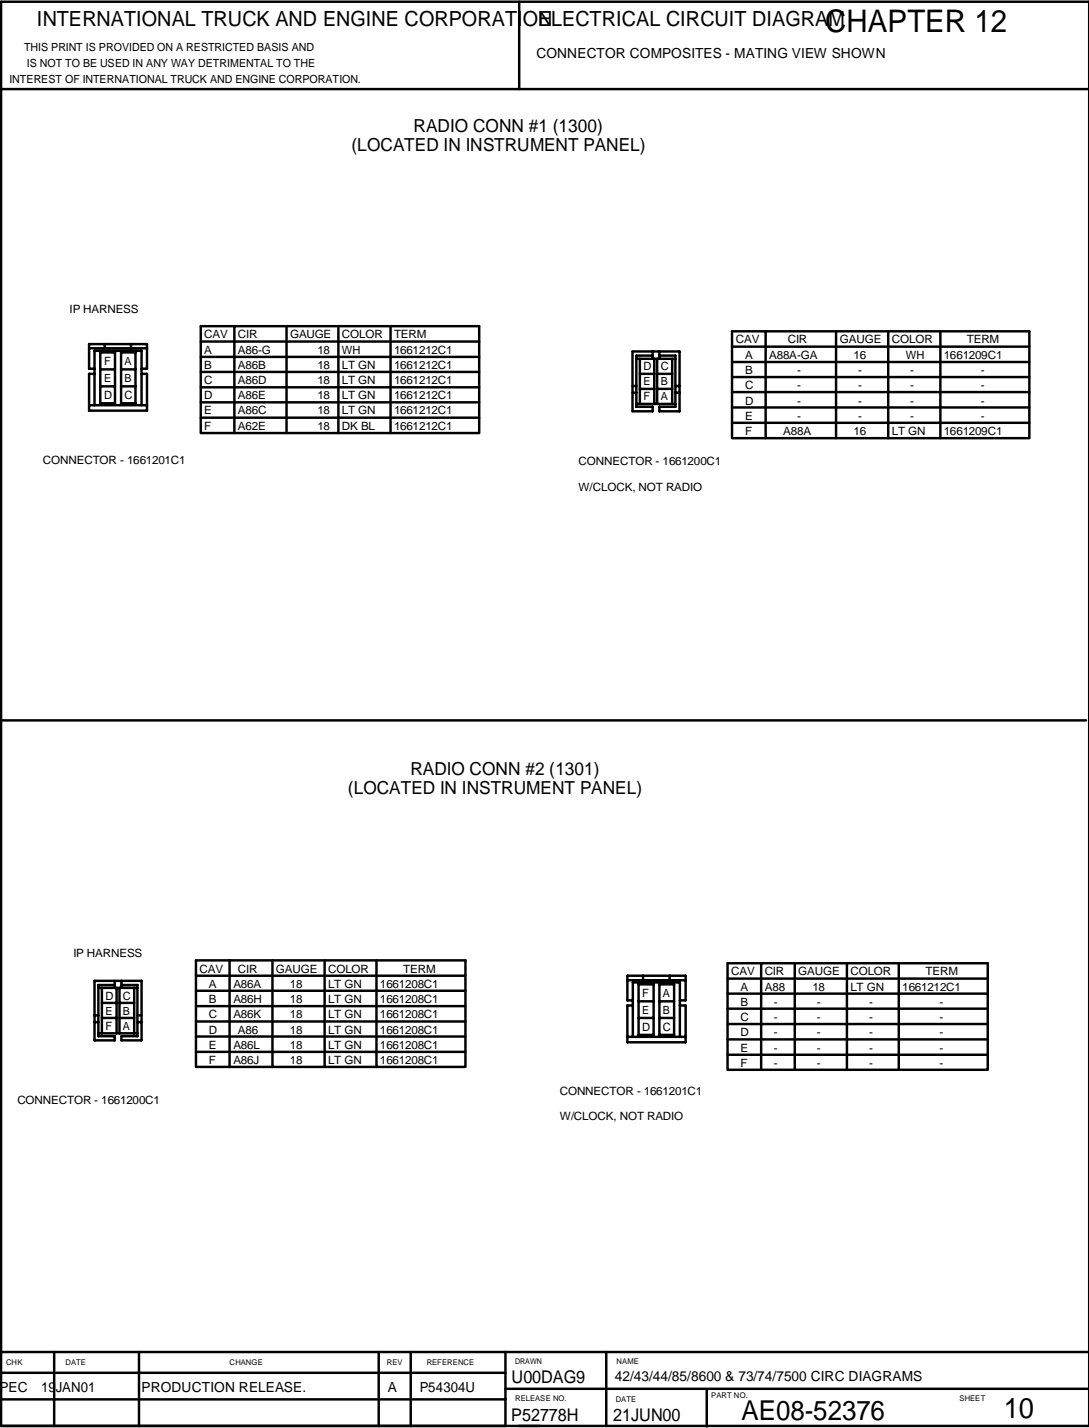 INTERNATIONAL TRUCK AND ENGINE CORPORATION
THIS PRINT IS PROVIDED ON A RESTRICTED BASIS AND
IS NOT TO BE USED IN ANY WAY DETRIMENTAL TO THE
INTEREST OF INTERNATIONAL TRUCK AND ENGINE CORPORATION.
ELECTRICAL CIRCUIT DIAGRAM
CHAPTER 12
CONNECTOR COMPOSITES - MATING VIEW SHOWN
RADIO CONN #1 (1300)
(LOCATED IN INSTRUMENT PANEL)
IP HARNESS
F A
E B
D C
CAV CIR GAUGE COLOR TERM
A A86-G 18 WH 1661212C1
B A86B 18 LT GN 1661212C1
C A86D 18 LT GN 1661212C1
D A86E 18 LT GN 1661212C1
E A86C 18 LT GN 1661212C1
F A62E 18 DK BL 1661212C1
CONNECTOR - 1661201C1
D C
E B
F A
CAV CIR GAUGE COLOR TERM
A A88A-GA 16 WH 1661209C1
B - - - -
C - - - -
D - - - -
E - - - -
F A88A 16 LT GN 1661209C1
CONNECTOR - 1661200C1
W/CLOCK, NOT RADIO
RADIO CONN #2 (1301)
(LOCATED IN INSTRUMENT PANEL)
IP HARNESS
D C
E B
F A
CAV CIR GAUGE COLOR TERM
A A86A 18 LT GN 1661208C1
B A86H 18 LT GN 1661208C1
C A86K 18 LT GN 1661208C1
D A86 18 LT GN 1661208C1
E A86L 18 LT GN 1661208C1
F A86J 18 LT GN 1661208C1
CONNECTOR - 1661200C1
F A
E B
D C
CAV CIR GAUGE COLOR TERM
A A88 18 LT GN 1661212C1
B - - - -
C - - - -
D - - - -
E - - - -
F - - - -
CONNECTOR - 1661201C1
W/CLOCK, NOT RADIO
CHK DATE CHANGE REV REFERENCE
PEC 19JAN01 PRODUCTION RELEASE. A P54304U
DRAWN
U00DAG9
NAME
42/43/44/85/8600 & 73/74/7500 CIRC DIAGRAMS
RELEASE NO.
P52778H
DATE
21JUN00
PART NO.
AE08-52376
SHEET 10